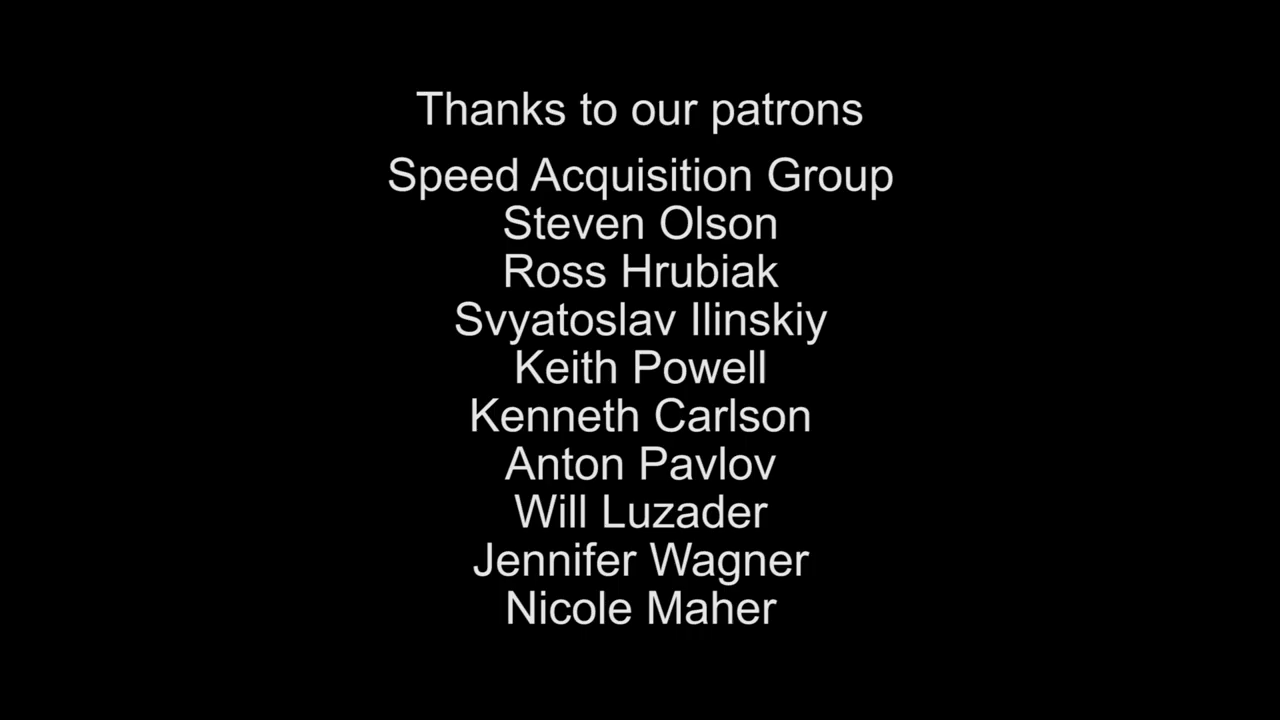 Thanks to our patrons
Speed Acquisition Group
Steven Olson
Ross Hrubiak
Svyatoslav Ilinskiy
Keith Powell
Kenneth Carlson
Anton Pavlov
Will Luzader
Jennifer Wagner
Nicole Maher